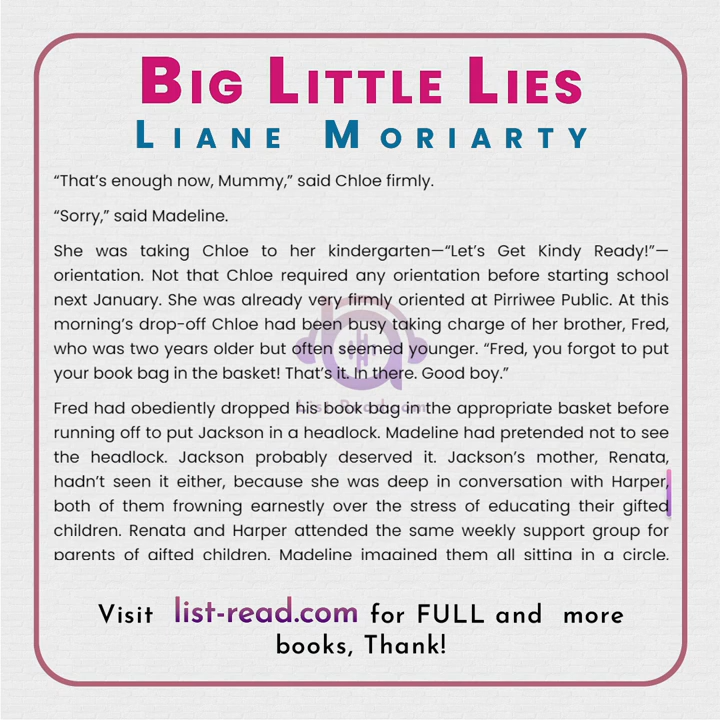 BIG LITTLE LIES
LIANE MORIARTY
“That’s enough now, Mummy,” said Chloe firmly.
“Sorry,” said Madeline.
She was taking Chloe to her kindergarten—“Let’s Get Kindy Ready!”—
orientation. Not that Chloe required any orientation before starting school
next January. She was already very firmly oriented at Pirriwee Public. At this
morning’s drop-off Chloe had been busy taking charge of her brother, Fred,
who was two years older but often seemed younger. “Fred, you forgot to put
your book bag in the basket! That’s it. In there. Good boy.”
Fred had obediently dropped his book bag in the appropriate basket before
running off to put Jackson in a headlock. Madeline had pretended not to see
the headlock. Jackson probably deserved it. Jackson’s mother, Renata,
hadn’t seen it either, because she was deep in conversation with Harper,
both of them frowning earnestly over the stress of educating their gifted
children. Renata and Harper attended the same weekly support group for
parents of gifted children. Madeline imagined them all sitting in a circle,
Visit list-read.com for FULL and more
books, Thank!